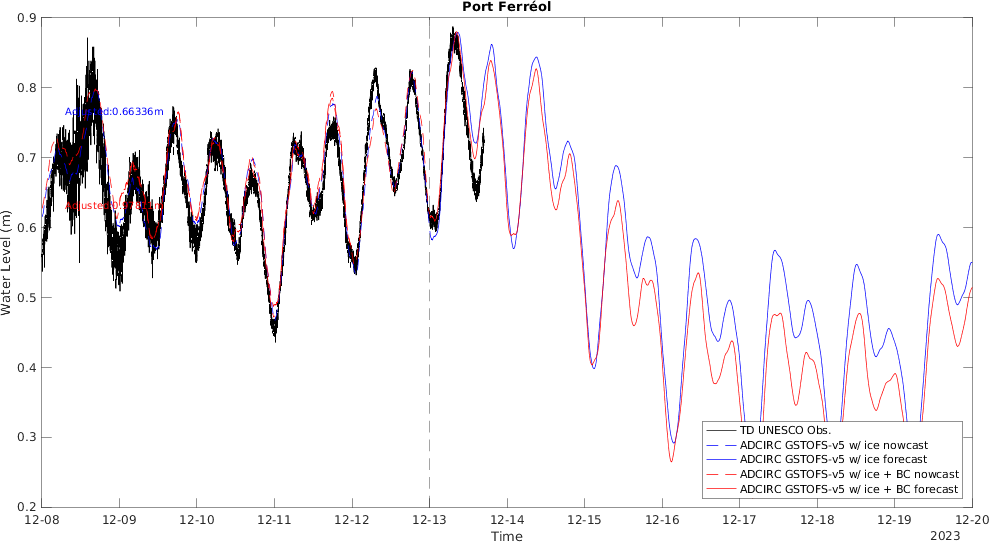 Port Ferréol
0.9
0.8
0.7
0.6
0.5
0.4
0.3
0.2
Water Level (m)
Adjusted:0.66336m
TD UNESCO Obs.
ADCIRC GSTOFS-v5 w/ ice nowcast
ADCIRC GSTOFS-v5 w/ ice forecast
ADCIRC GSTOFS-v5 w/ ice + BC nowcast
ADCIRC GSTOFS-v5 w/ ice + BC forecast
12-08 12-09 12-10 12-11 12-12 12-13 12-14 12-15 12-16 12-17 12-18 12-19 12-20
Time
2023